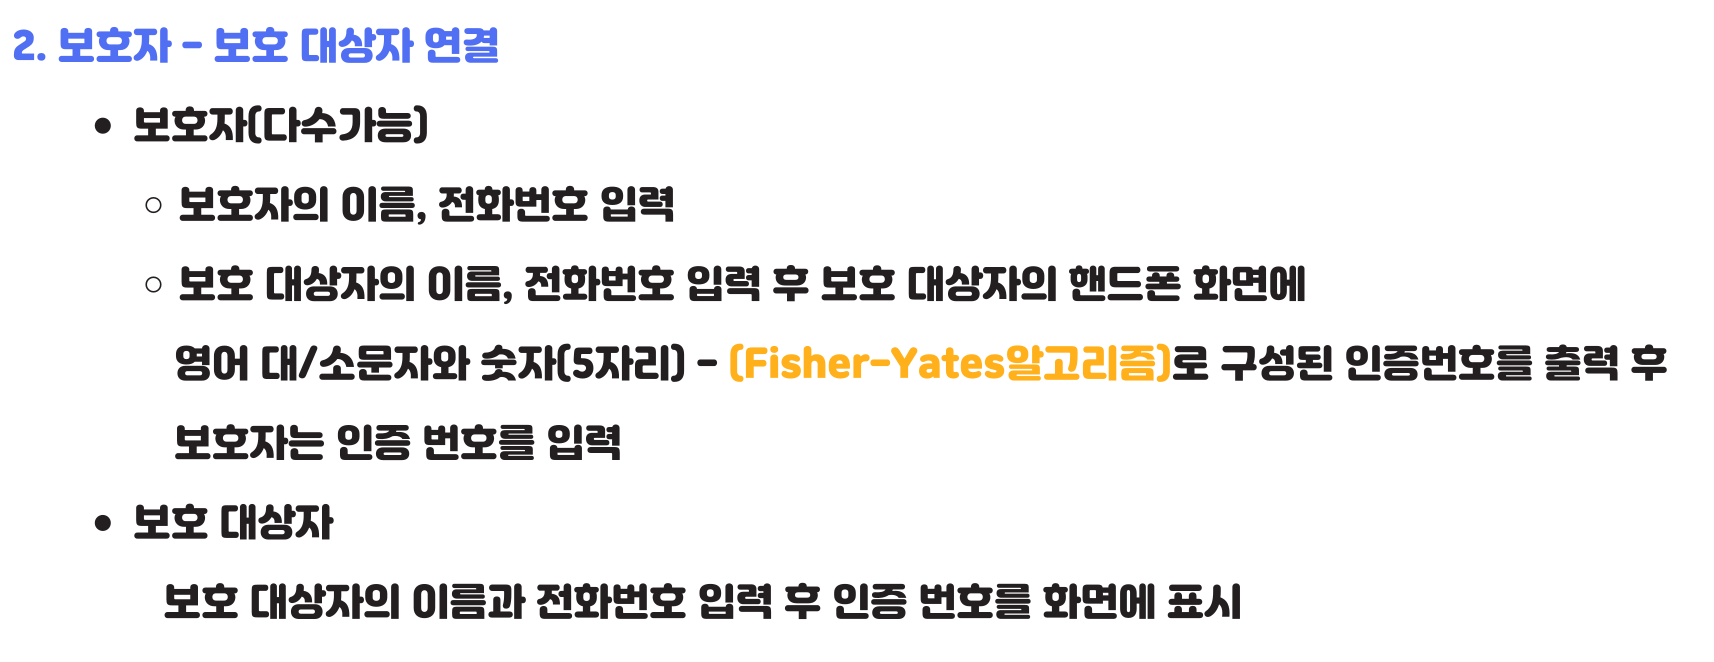 2. 보호자 - 보호 대상자 연결
• 보호자(다수가능)
○ 보호자의 이름, 전화번호 입력
○ 보호 대상자의 이름, 전화번호 입력 후 보호 대상자의 핸드폰 화면에
영어 대/소문자와 숫자(5자리) - (Fisher-Yates알고리즘)로 구성된 인증번호를 출력 후
보호자는 인증 번호를 입력
• 보호 대상자
보호 대상자의 이름과 전화번호 입력 후 인증 번호를 화면에 표시